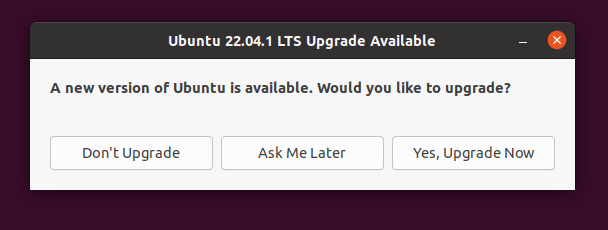 Ubuntu 22.04.1 LTS Upgrade Available
A new version of Ubuntu is available. Would you like to upgrade?
Don't Upgrade
Ask Me Later
Yes, Upgrade Now